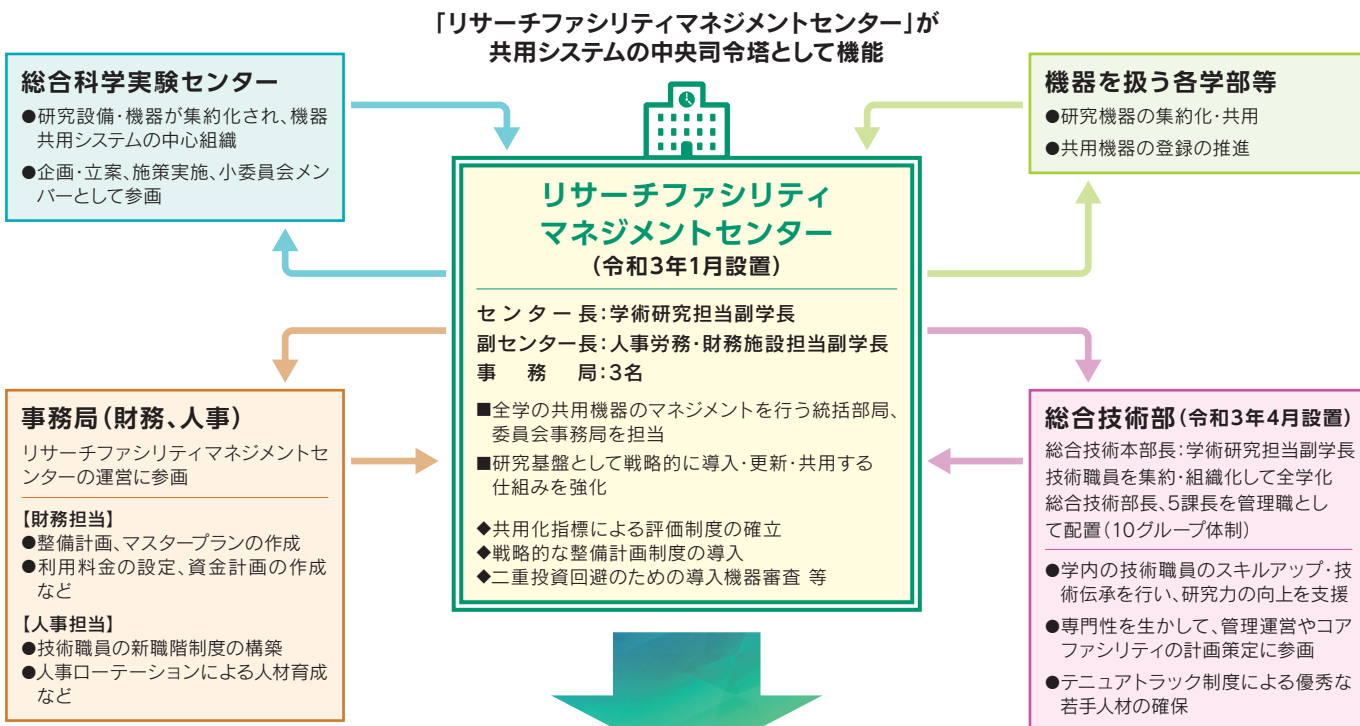 「リサーチファシリティマネジメントセンター」が
共用システムの中央司令塔として機能
総合科学実験センター
●研究設備・機器が集約化され、機器
共用システムの中心組織
●企画・立案、施策実施、小委員会メン
バーとして参画
機器を扱う各学部等
●研究機器の集約化・共用
●共用機器の登録の推進
リサーチファシリティ
マネジメントセンター
(令和3年1月設置)
センター長:学術研究担当副学長
副センター長:人事労務・財務施設担当副学長
事務局:3名
■全学の共用機器のマネジメントを行う統括部局、
委員会事務局を担当
■研究基盤として戦略的に導入・更新・共用する
仕組みを強化
◆共用化指標による評価制度の確立
◆戦略的な整備計画制度の導入
◆二重投資回避のための導入機器審査 等
事務局(財務、人事)
リサーチファシリティマネジメントセ
ンターの運営に参画
【財務担当】
●整備計画、マスタープランの作成
●利用料金の設定、資金計画の作成
など
【人事担当】
●技術職員の新職階制度の構築
●人事ローテーションによる人材育成
など
総合技術部(令和3年4月設置)
総合技術本部長:学術研究担当副学長
技術職員を集約・組織化して全学化
総合技術部長、5課長を管理職とし
て配置(10グループ体制)
●学内の技術職員のスキルアップ・技
術伝承を行い、研究力の向上を支援
●専門性を生かして、管理運営やコア
ファシリティの計画策定に参画
●テニュアトラック制度による優秀な
若手人材の確保